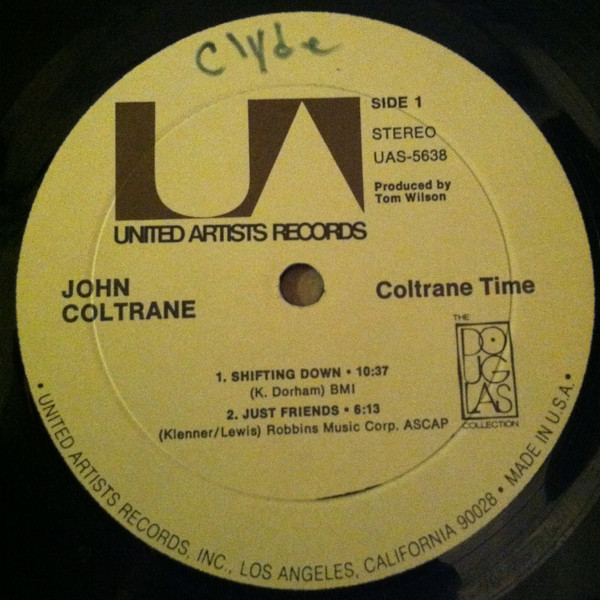 Clyde
UA
SIDE 1
STEREO
UAS-5638
Produced by
Tom Wilson
UNITED ARTISTS RECORDS
JOHN
COLTRANE
Coltrane Time
THE
DOUGLAS
COLLECTION
1. SHIFTING DOWN • 10:37
(K. Dorham) BMI
2. JUST FRIENDS • 6:13
(Klenner/Lewis) Robbins Music Corp. ASCAP
• UNITED ARTISTS RECORDS, INC., LOS ANGELES, CALIFORNIA 90028 • MADE IN U.S.A. •